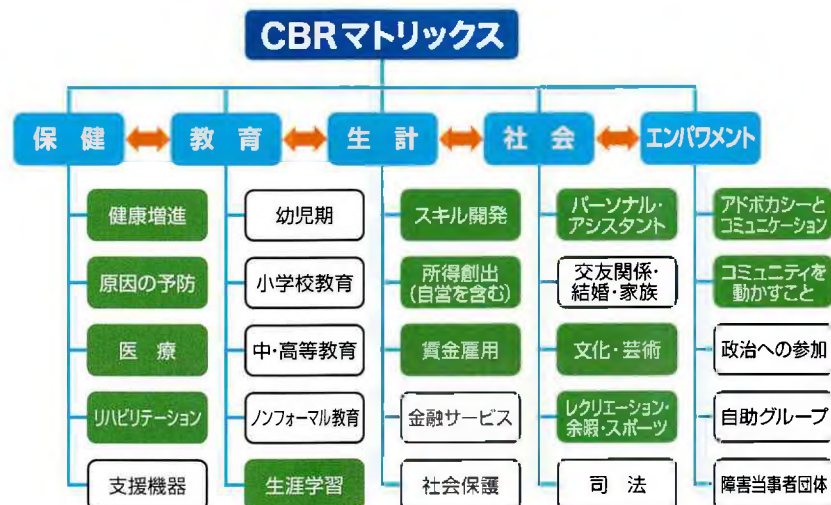 CBRマトリックス
保健
教育
生計
社会
エンパワメント
健康増進
原因の予防
医療
リハビリテーション
支援機器
幼児期
小学校教育
中・高等教育
ノンフォーマル教育
生涯学習
スキル開発
所得創出
(自営を含む)
賃金雇用
金融サービス
社会保護
パーソナル・
アシスタント
交友関係・
結婚・家族
文化・芸術
レクリエーション・
余暇・スポーツ
司法
アドボカシーと
コミュニケーション
コミュニティを
動かすこと
政治への参加
自助グループ
障害当事者団体